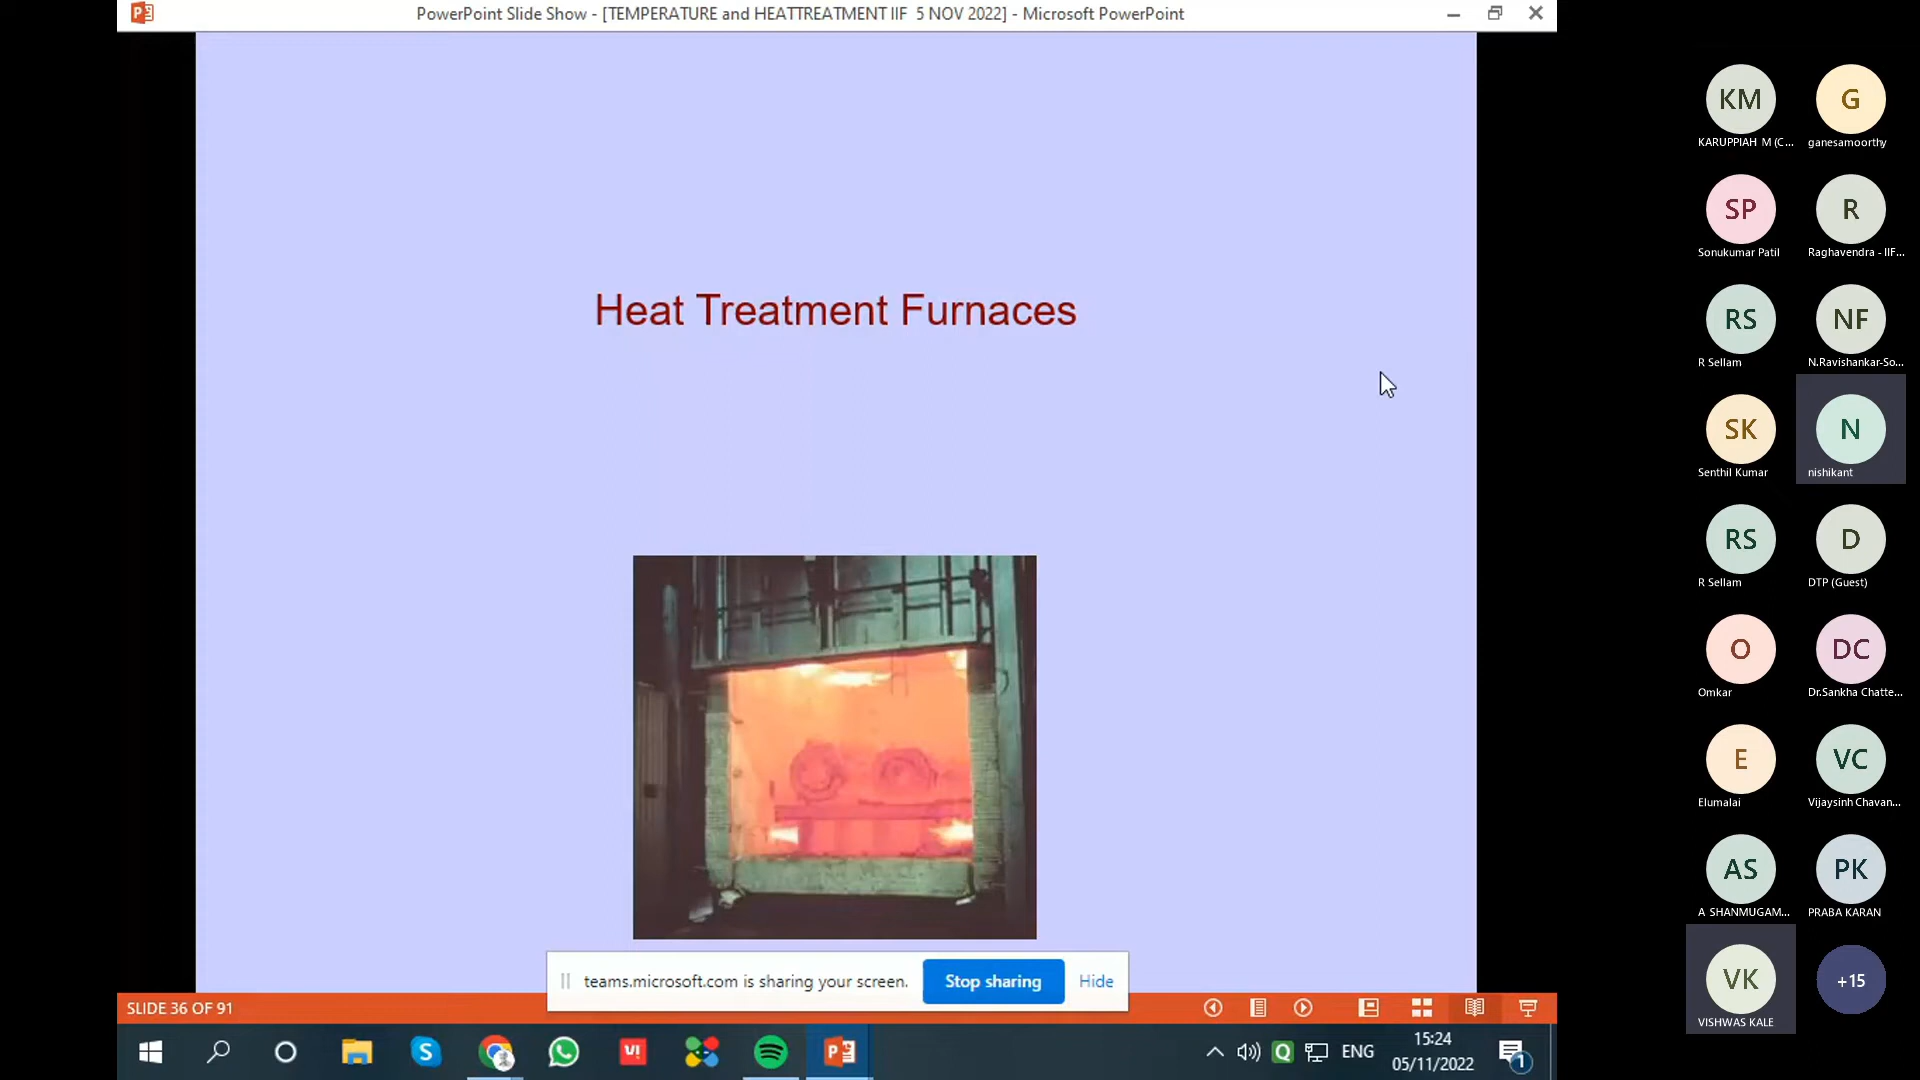 PowerPoint Slide Show - [TEMPERATURE and HEATTREATMENT IIF 5 NOV 2022] - Microsoft PowerPoint
Heat Treatment Furnaces
teams.microsoft.com is sharing your screen.
Stop sharing
Hide
SLIDE 36 OF 91
ENG
15:24
05/11/2022
1
KM
KARUPPIAH M (C...
G
ganesamoorthy
SP
Sonukumar Patil
R
Raghavendra - IIF...
RS
R Sellam
NF
N.Ravishankar-So...
SK
Senthil Kumar
N
nishikant
RS
R Sellam
D
DTP (Guest)
O
Omkar
DC
Dr.Sankha Chatte...
E
Elumalai
VC
Vijaysinh Chavan...
AS
A SHANMUGAM...
PK
PRABA KARAN
VK
VISHWAS KALE
+15